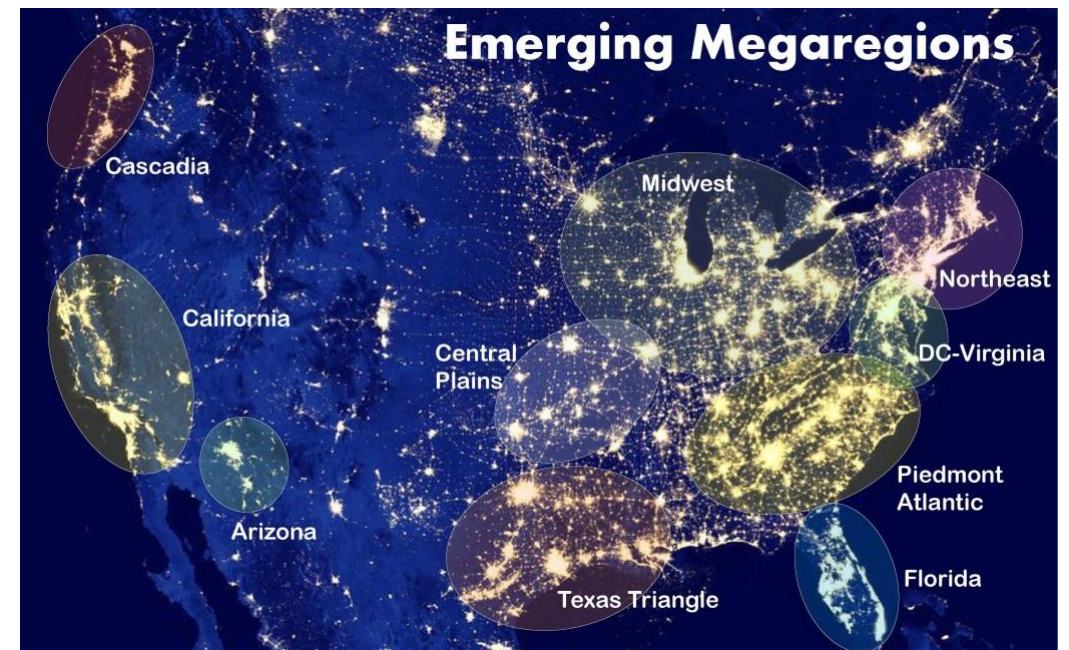 Emerging Megaregions
Cascadia
Midwest
Northeast
California
Central
Plains
DC-Virginia
Piedmont
Atlantic
Arizona
Florida
Texas Triangle